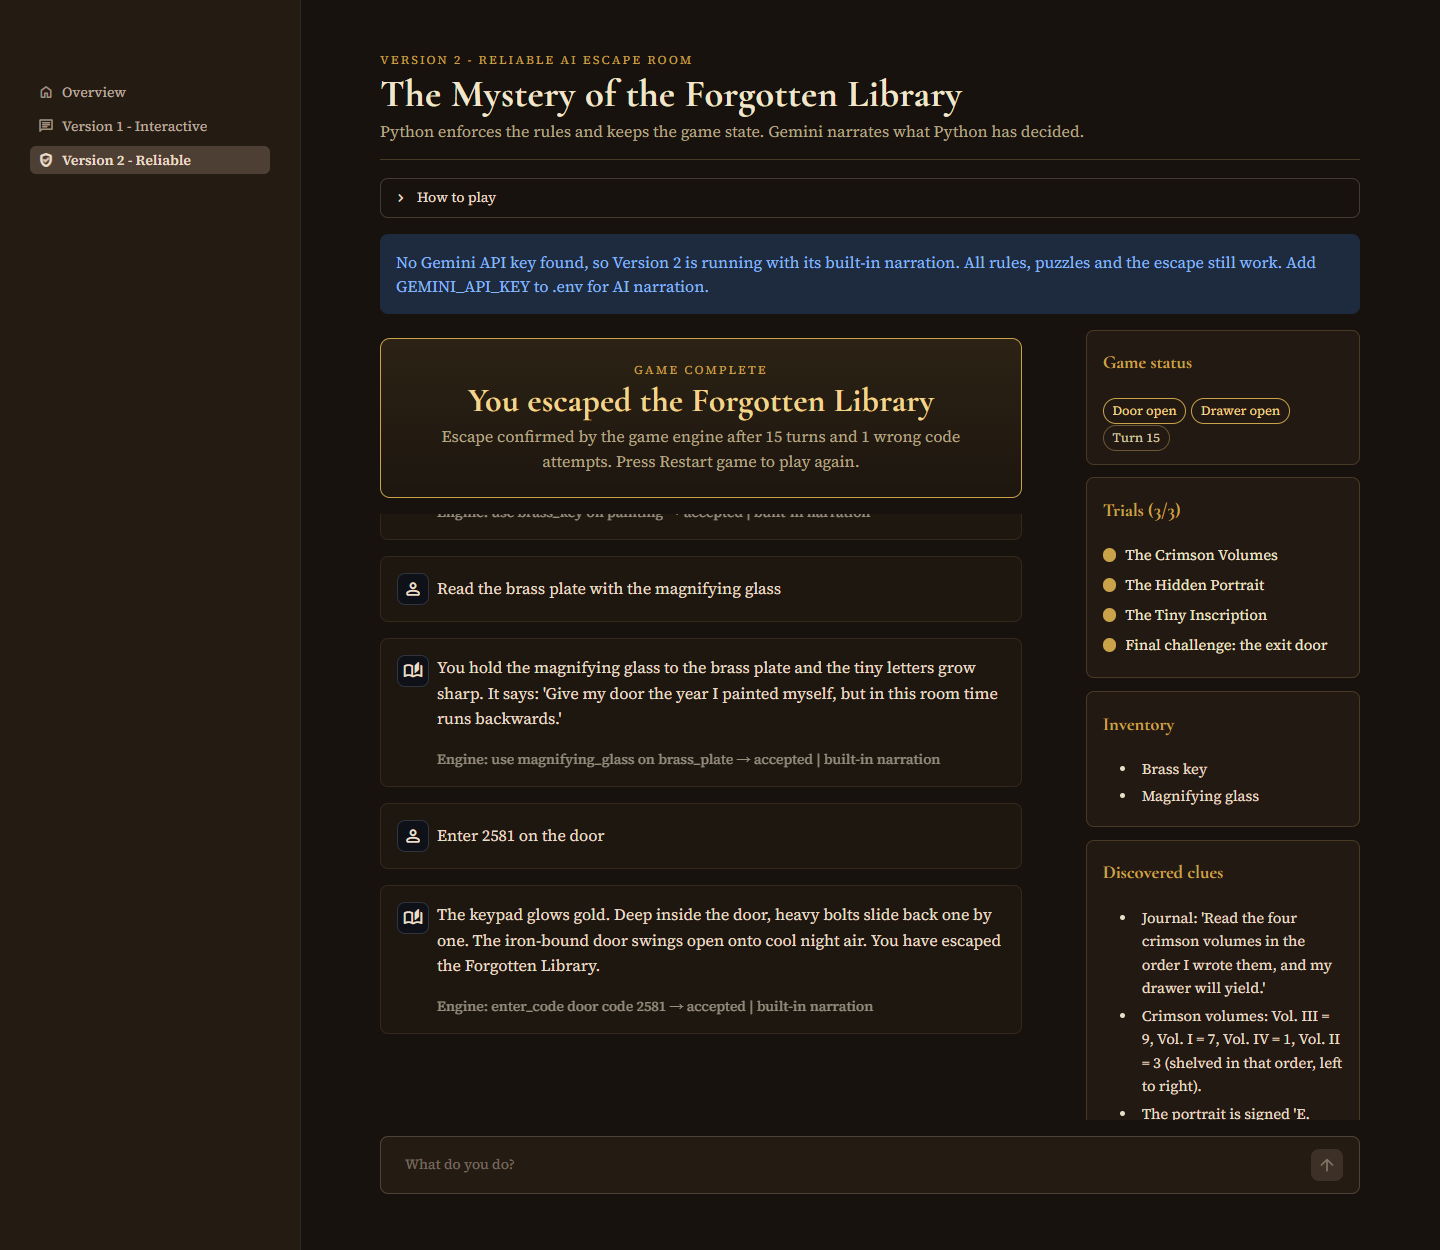 Overview
Version 1 - Interactive
Version 2 - Reliable
VERSION 2 - RELIABLE AI ESCAPE ROOM
The Mystery of the Forgotten Library
Python enforces the rules and keeps the game state. Gemini narrates what Python has decided.
How to play
No Gemini API key found, so Version 2 is running with its built-in narration. All rules, puzzles and the escape still work. Add
GEMINI_API_KEY to .env for AI narration.
GAME COMPLETE
You escaped the Forgotten Library
Escape confirmed by the game engine after 15 turns and 1 wrong code
attempts. Press Restart game to play again.
Engine: use brass_key on painting → accepted | built-in narration
Read the brass plate with the magnifying glass
You hold the magnifying glass to the brass plate and the tiny letters grow
sharp. It says: 'Give my door the year I painted myself, but in this room time
runs backwards.'
Engine: use magnifying_glass on brass_plate → accepted | built-in narration
Enter 2581 on the door
The keypad glows gold. Deep inside the door, heavy bolts slide back one by
one. The iron-bound door swings open onto cool night air. You have escaped
the Forgotten Library.
Engine: enter_code door code 2581 → accepted | built-in narration
Game status
Door open
Drawer open
Turn 15
Trials (3/3)
The Crimson Volumes
The Hidden Portrait
The Tiny Inscription
Final challenge: the exit door
Inventory
Brass key
Magnifying glass
Discovered clues
Journal: 'Read the four
crimson volumes in the
order I wrote them, and my
drawer will yield.'
Crimson volumes: Vol. III =
9, Vol. I = 7, Vol. IV = 1, Vol. II
= 3 (shelved in that order, left
to right).
The portrait is signed 'E.
What do you do?